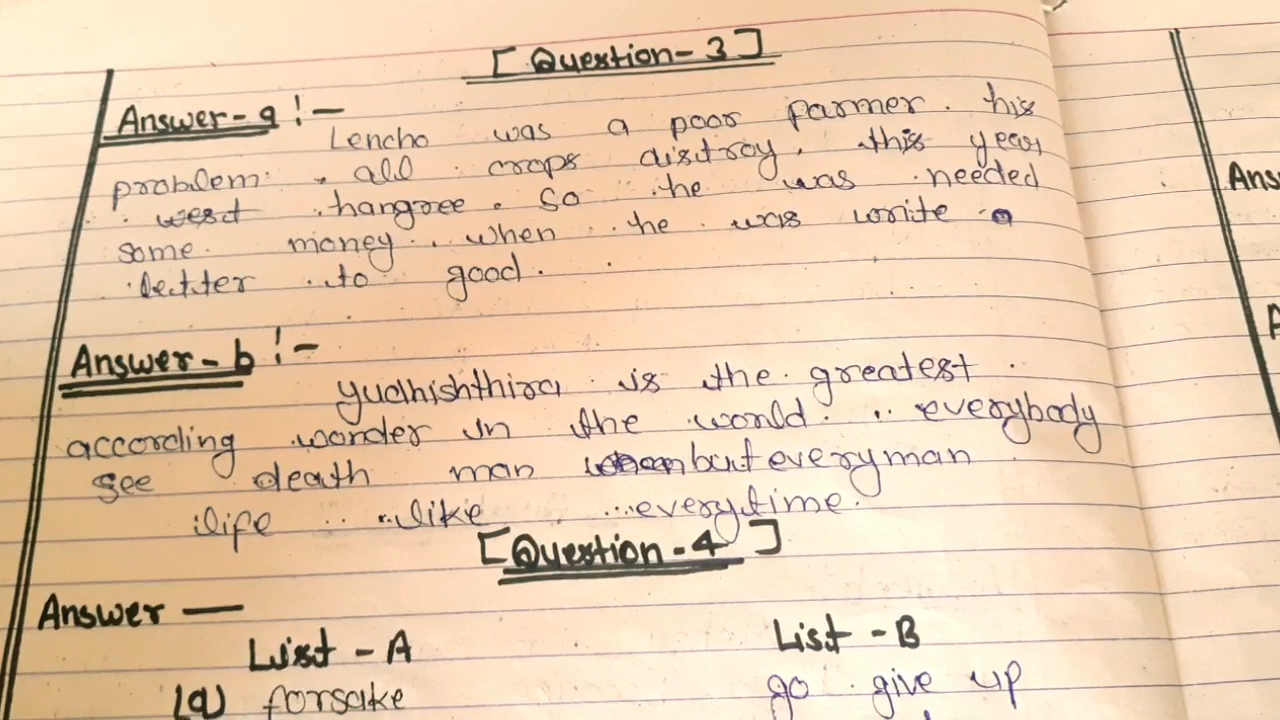 [ Question-3 ]
Answer-a :-
Lencho was a poor farmer. his
problem. all crops distroy. this year
west hangree. So the was needed
some money. when he was write a
letter to good.
Answer-b :-
yudhishthira is the greatest
according wonder in the world. everybody
see death man but everyman
life like everytime.
[Question-4]
Answer —
List - A List - B
(a) forsake go give up
Ans